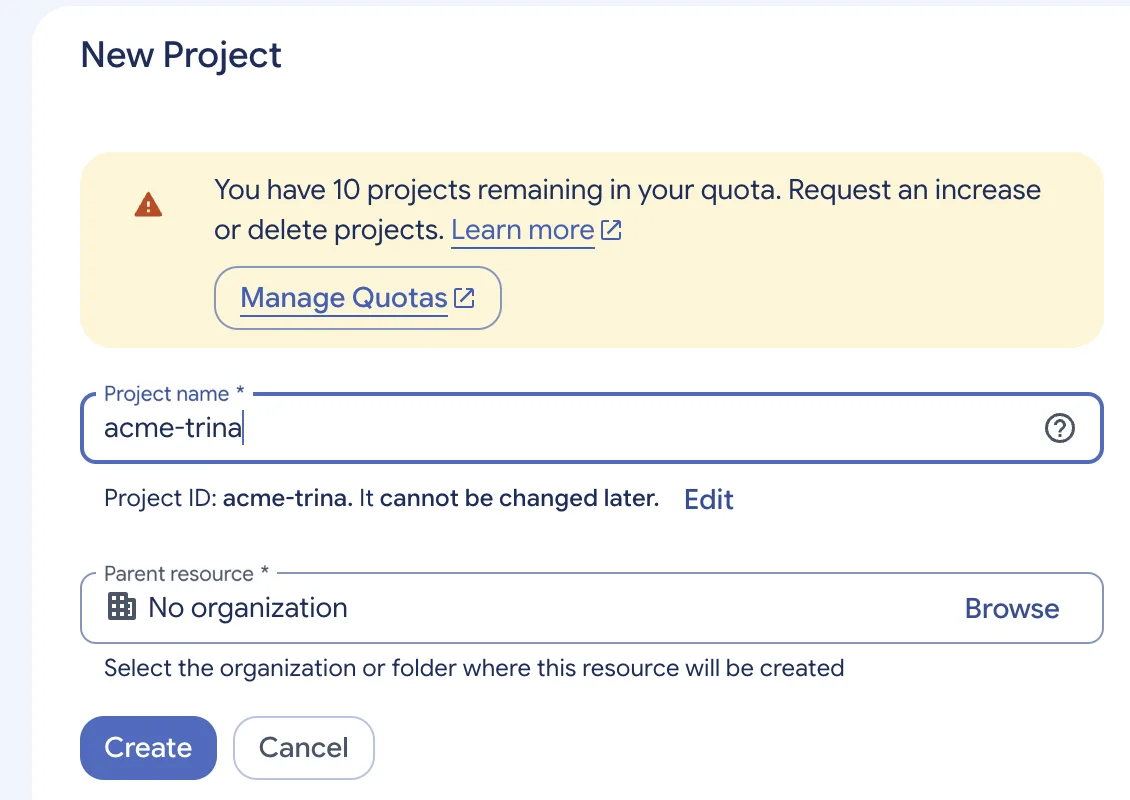 New Project
You have 10 projects remaining in your quota. Request an increase
or delete projects. Learn more
Manage Quotas
Project name *
acme-trina
Project ID: acme-trina. It cannot be changed later. Edit
Parent resource *
No organization Browse
Select the organization or folder where this resource will be created
Create Cancel